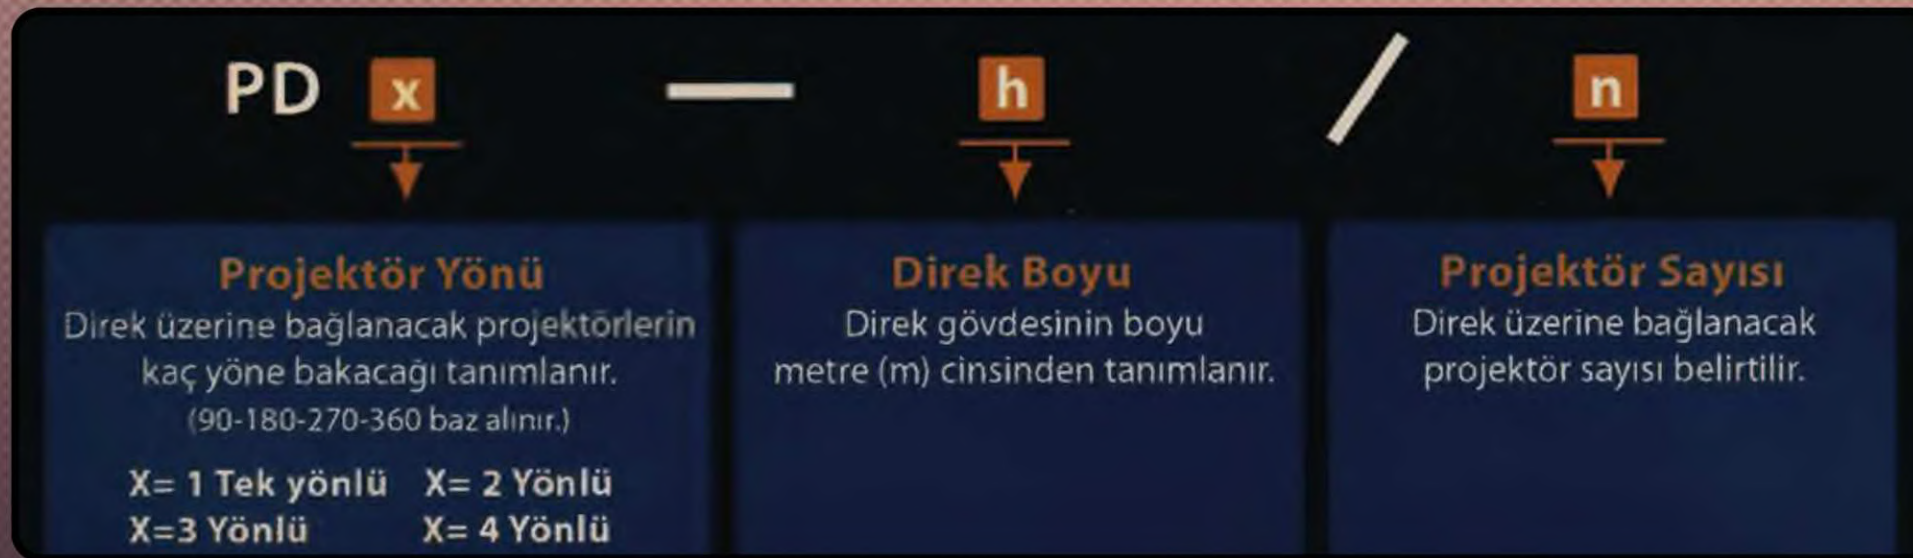 PD x — h / n
Projektör Yönü
Direk üzerine bağlanacak projektörlerin
kaç yöne bakacağı tanımlanır.
(90-180-270-360 baz alınır.)
X= 1 Tek yönlü X= 2 Yönlü
X=3 Yönlü X= 4 Yönlü
Direk Boyu
Direk gövdesinin boyu
metre (m) cinsinden tanımlanır.
Projektör Sayısı
Direk üzerine bağlanacak
projektör sayısı belirtilir.